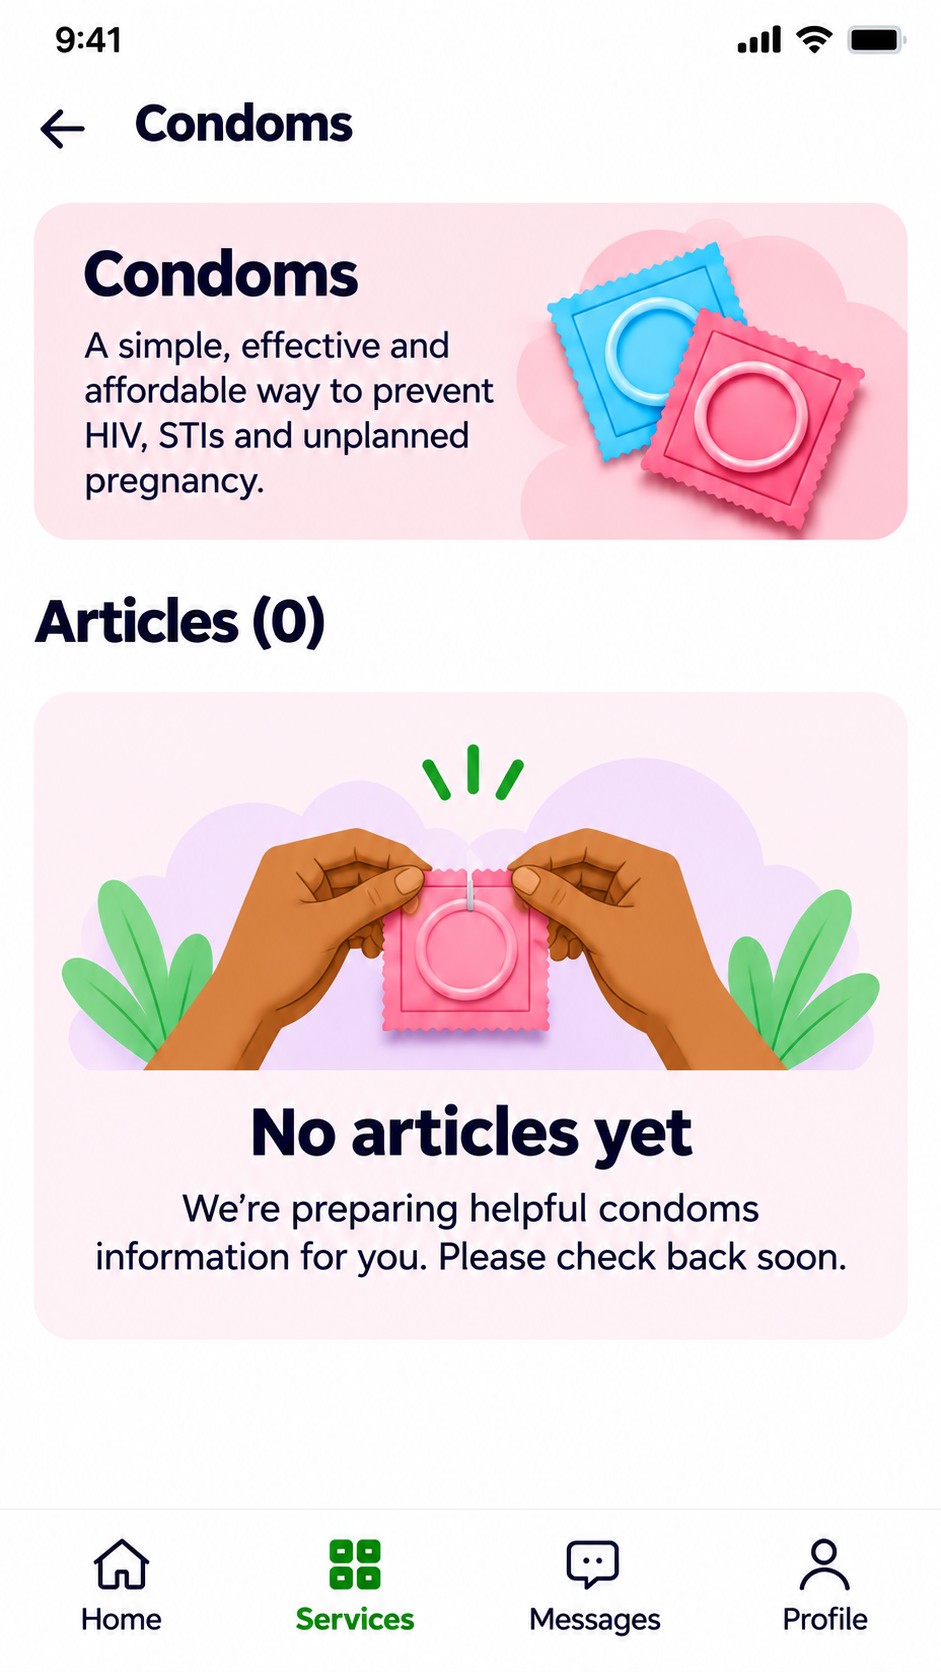 9:41
Condoms
Condoms
A simple, effective and
affordable way to prevent
HIV, STIs and unplanned
pregnancy.
Articles (0)
No articles yet
We’re preparing helpful condoms
information for you. Please check back soon.
Home
Services
Messages
Profile